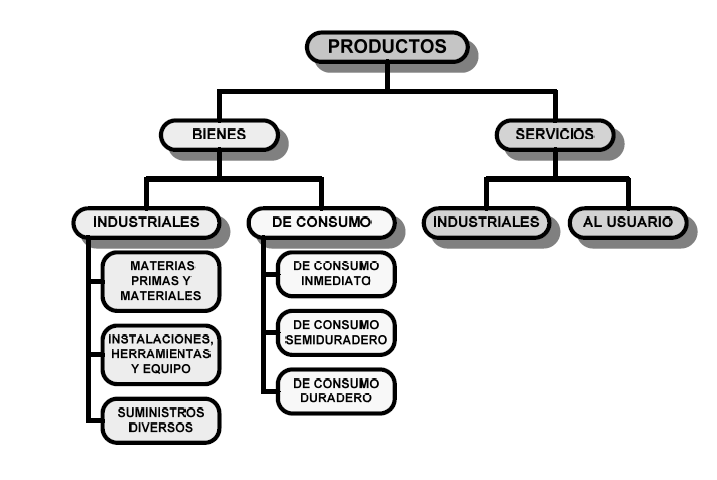 PRODUCTOS
BIENES
SERVICIOS
INDUSTRIALES
DE CONSUMO
INDUSTRIALES
AL USUARIO
MATERIAS
PRIMAS Y
MATERIALES
INSTALACIONES,
HERRAMIENTAS
Y EQUIPO
SUMINISTROS
DIVERSOS
DE CONSUMO
INMEDIATO
DE CONSUMO
SEMIDURADERO
DE CONSUMO
DURADERO